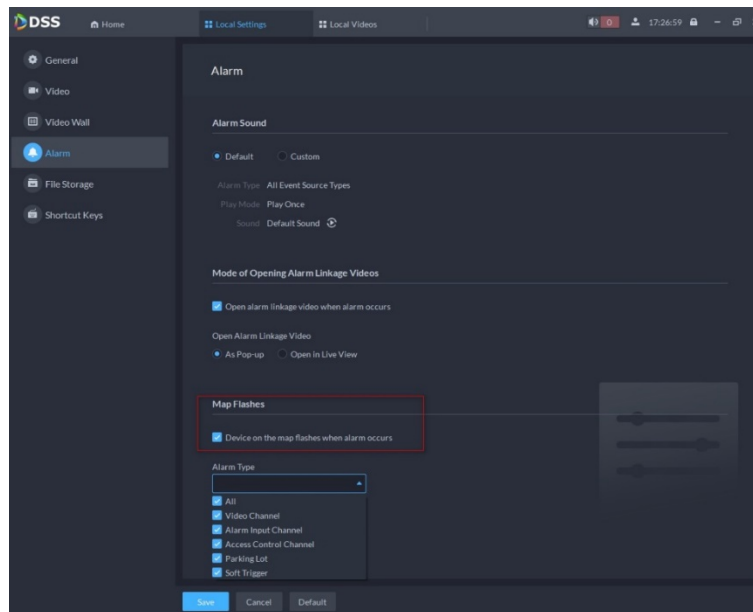 DSS
Home
Local Settings
Local Videos
0
17:26:59
General
Video
Video Wall
Alarm
File Storage
Shortcut Keys
Alarm
Alarm Sound
Default
Custom
Alarm Type All Event Source Types
Play Mode Play Once
Sound Default Sound
Mode of Opening Alarm Linkage Videos
Open alarm linkage video when alarm occurs
Open Alarm Linkage Video
As Pop-up
Open in Live View
Map Flashes
Device on the map flashes when alarm occurs
Alarm Type
All
Video Channel
Alarm Input Channel
Access Control Channel
Parking Lot
Soft Trigger
Save
Cancel
Default